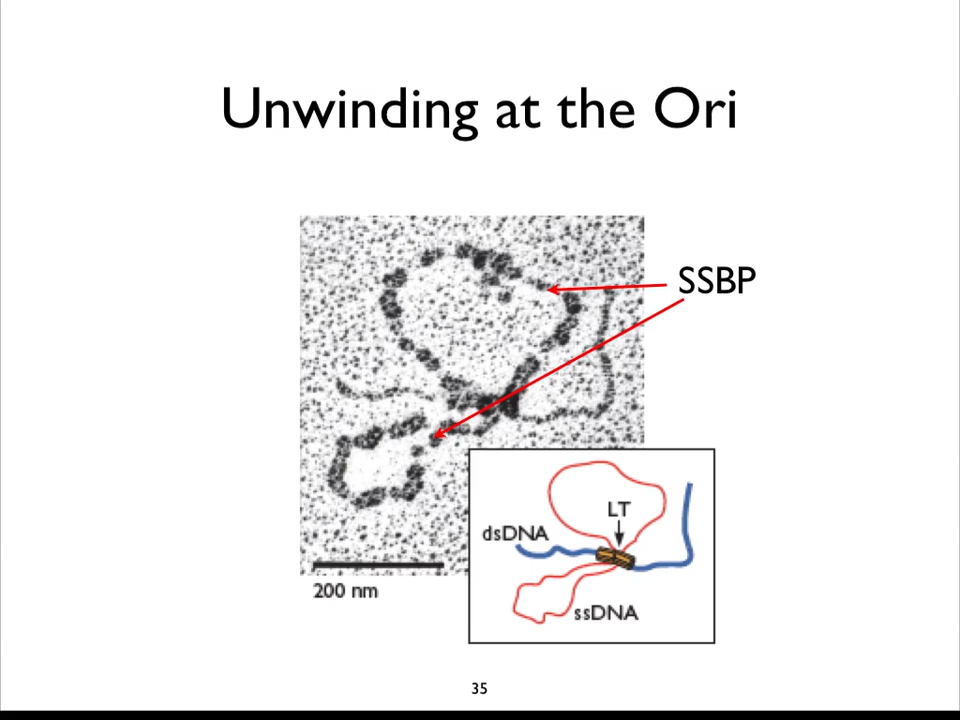 Unwinding at the Ori
SSBP
LT
dsDNA
ssDNA
200 nm
35